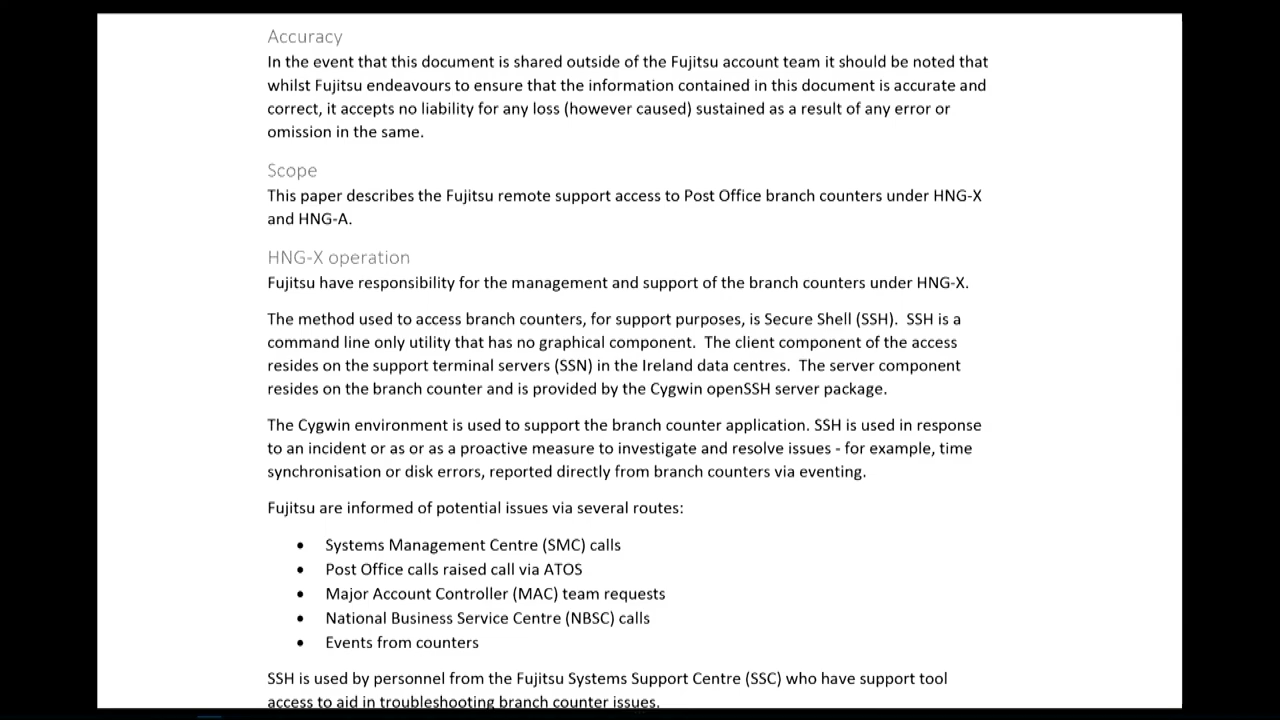 Accuracy
In the event that this document is shared outside of the Fujitsu account team it should be noted that
whilst Fujitsu endeavours to ensure that the information contained in this document is accurate and
correct, it accepts no liability for any loss (however caused) sustained as a result of any error or
omission in the same.
Scope
This paper describes the Fujitsu remote support access to Post Office branch counters under HNG-X
and HNG-A.
HNG-X operation
Fujitsu have responsibility for the management and support of the branch counters under HNG-X.
The method used to access branch counters, for support purposes, is Secure Shell (SSH).  SSH is a
command line only utility that has no graphical component.  The client component of the access
resides on the support terminal servers (SSN) in the Ireland data centres.  The server component
resides on the branch counter and is provided by the Cygwin openSSH server package.
The Cygwin environment is used to support the branch counter application. SSH is used in response
to an incident or as or as a proactive measure to investigate and resolve issues - for example, time
synchronisation or disk errors, reported directly from branch counters via eventing.
Fujitsu are informed of potential issues via several routes:
• Systems Management Centre (SMC) calls
• Post Office calls raised call via ATOS
• Major Account Controller (MAC) team requests
• National Business Service Centre (NBSC) calls
• Events from counters
SSH is used by personnel from the Fujitsu Systems Support Centre (SSC) who have support tool
access to aid in troubleshooting branch counter issues.